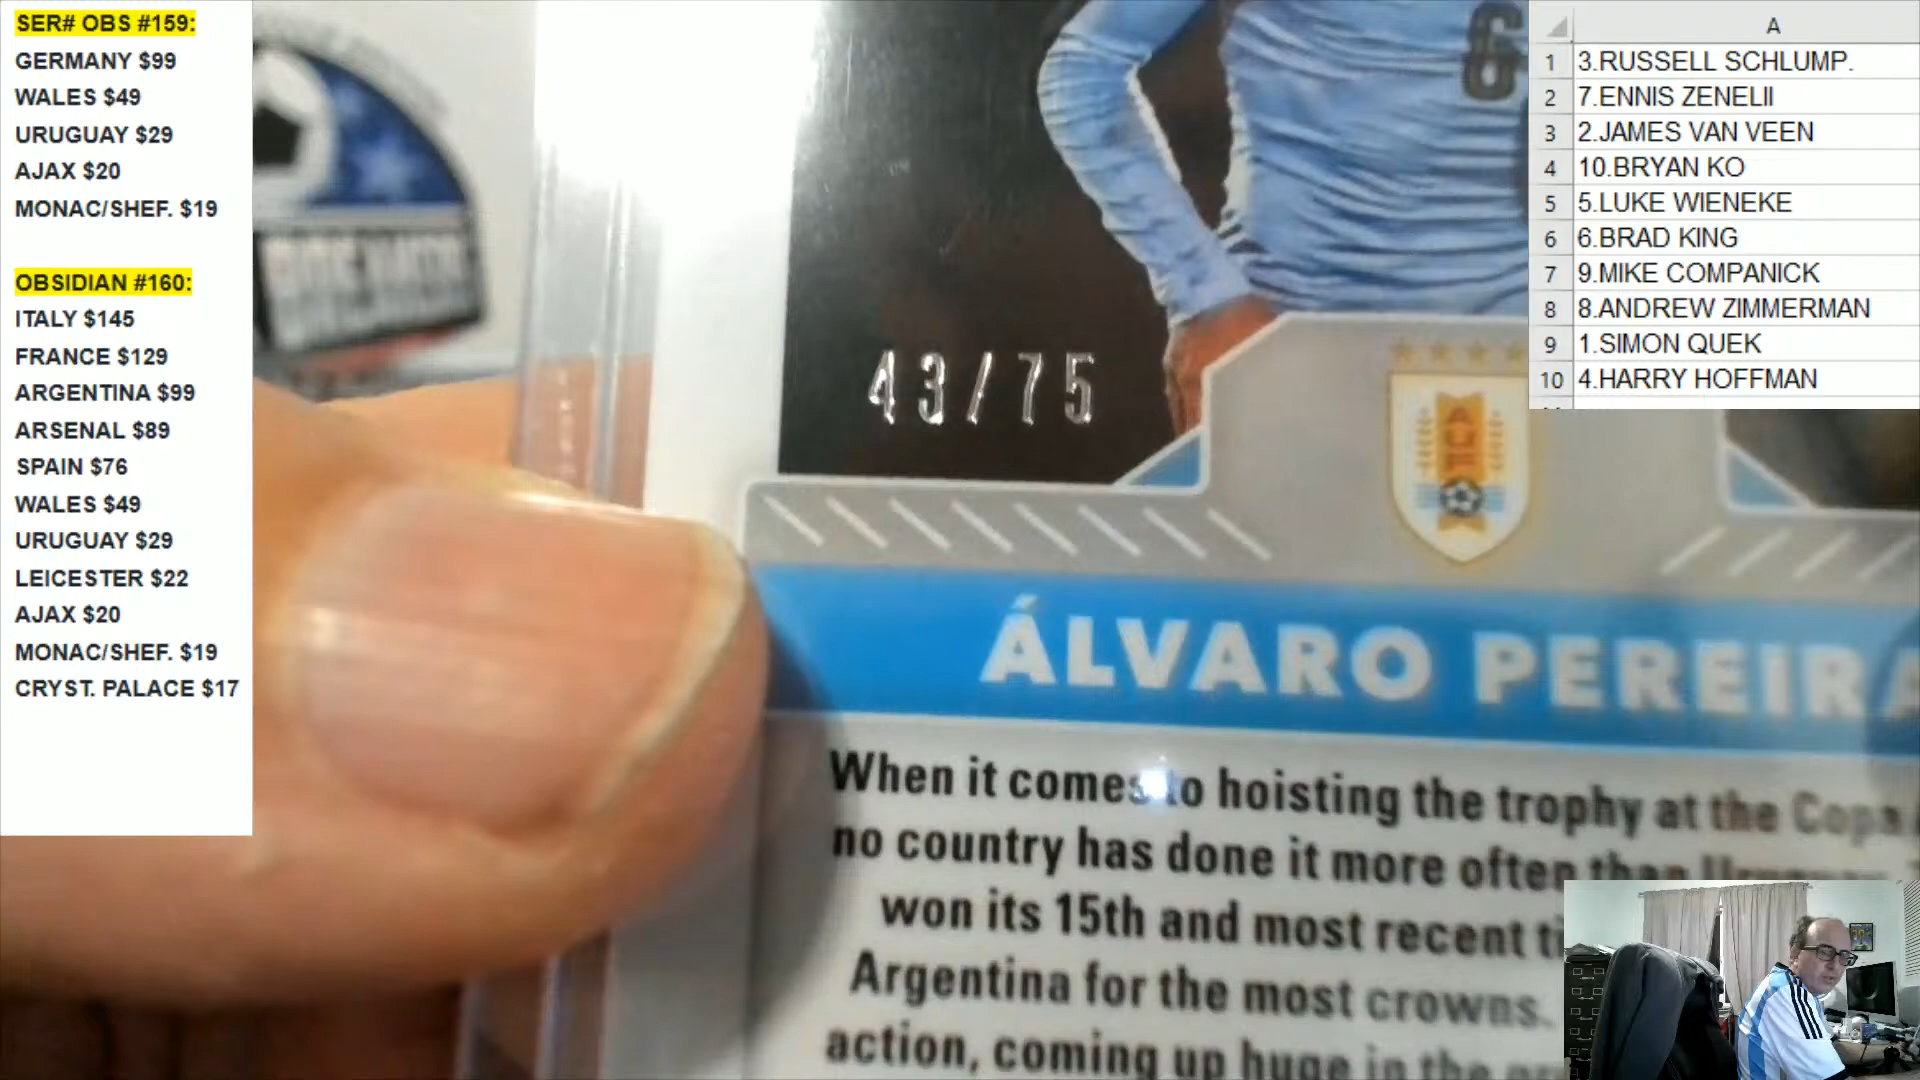 SER# OBS #159:
GERMANY $99
WALES $49
URUGUAY $29
AJAX $20
MONAC/SHEF. $19
OBSIDIAN #160:
ITALY $145
FRANCE $129
ARGENTINA $99
ARSENAL $89
SPAIN $76
WALES $49
URUGUAY $29
LEICESTER $22
AJAX $20
MONAC/SHEF. $19
CRYST. PALACE $17
6
43/75
ÁLVARO PEREIRA
When it comes to hoisting the trophy at the Copa
no country has done it more often than
won its 15th and most recent
Argentina for the most crowns.
action, coming up huge in the
A
1 3.RUSSELL SCHLUMP.
2 7.ENNIS ZENELII
3 2.JAMES VAN VEEN
4 10.BRYAN KO
5 5.LUKE WIENEKE
6 6.BRAD KING
7 9.MIKE COMPANICK
8 8.ANDREW ZIMMERMAN
9 1.SIMON QUEK
10 4.HARRY HOFFMAN